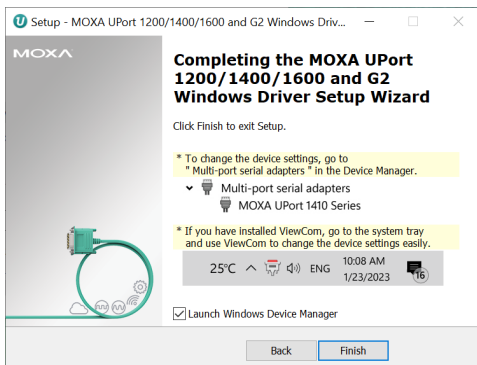 Setup - MOXA UPort 1200/1400/1600 and G2 Windows Driv...
MOXA
Completing the MOXA UPort
1200/1400/1600 and G2
Windows Driver Setup Wizard
Click Finish to exit Setup.
* To change the device settings, go to
" Multi-port serial adapters " in the Device Manager.
Multi-port serial adapters
MOXA UPort 1410 Series
* If you have installed ViewCom, go to the system tray
and use ViewCom to change the device settings easily.
25°C ENG 10:08 AM
1/23/2023
16
Launch Windows Device Manager
Back Finish